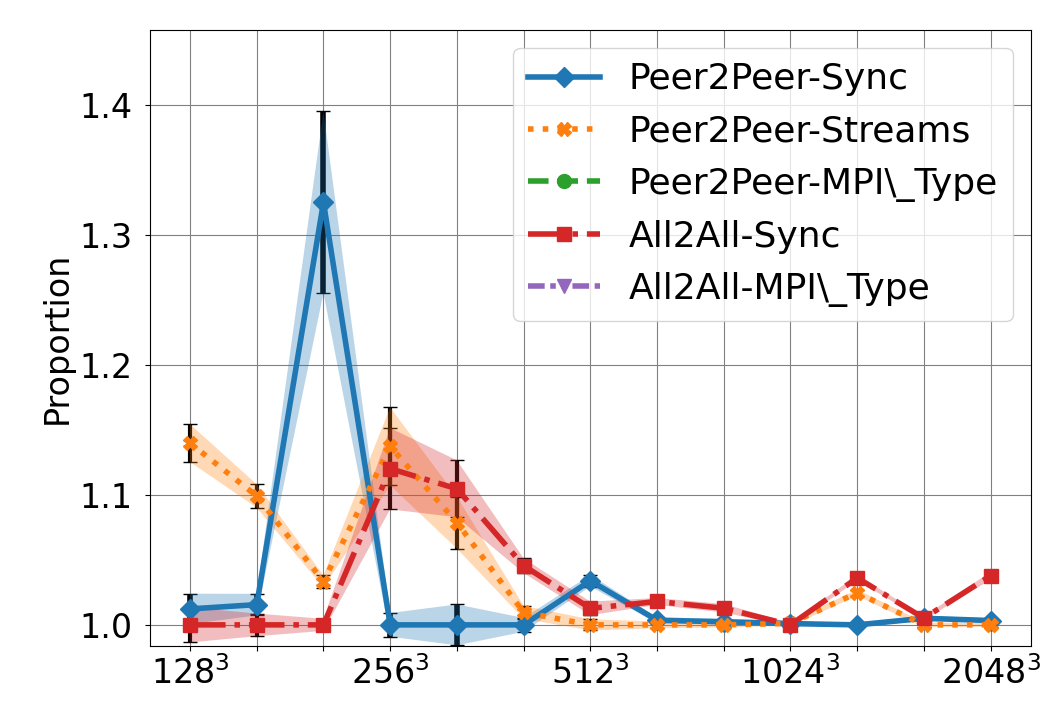 Proportion
1.4
1.3
1.2
1.1
1.0
128³
256³
512³
1024³
2048³
Peer2Peer-Sync
Peer2Peer-Streams
Peer2Peer-MPI\_Type
All2All-Sync
All2All-MPI\_Type